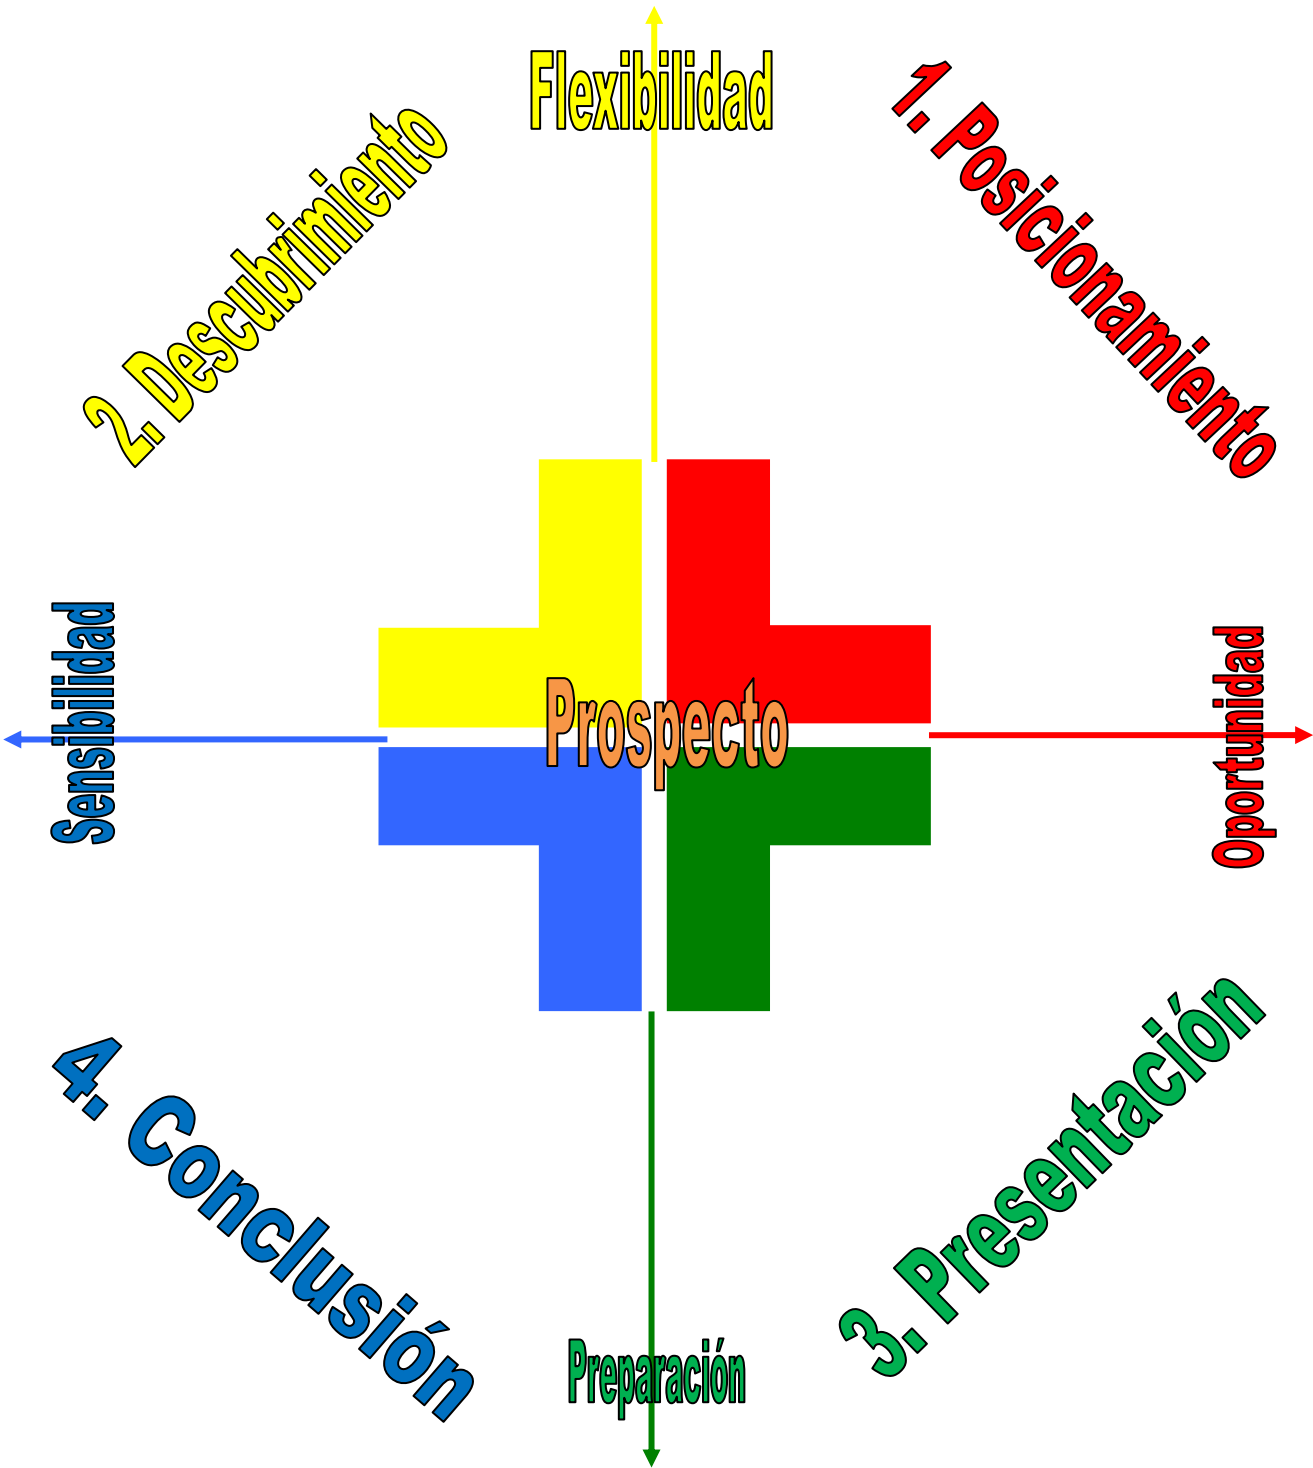 Flexibilidad
1. Posicionamiento
2. Descubrimiento
Sensibilidad
Prospecto
Oportunidad
4. Conclusión
3. Presentación
Preparación